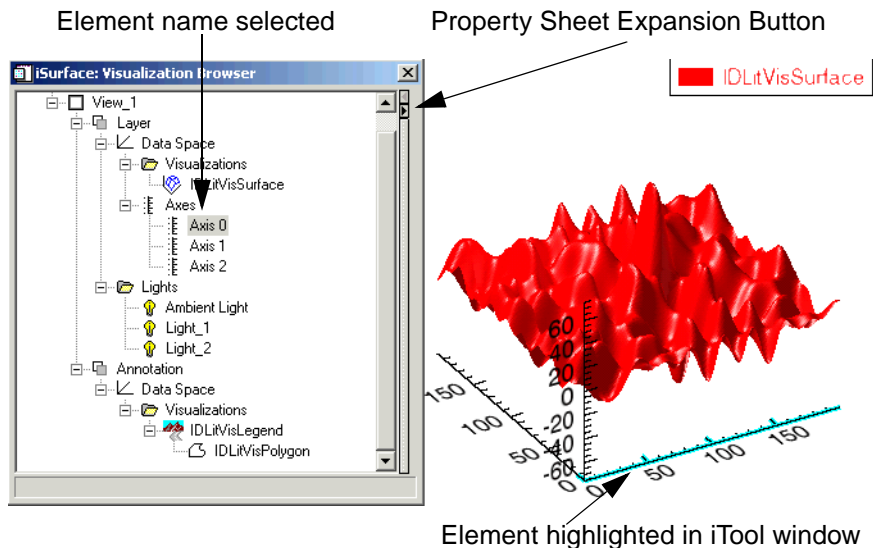 Element name selected
Property Sheet Expansion Button
iSurface: Visualization Browser
View_1
Layer
Data Space
Visualizations
IDLitVisSurface
Axes
Axis 0
Axis 1
Axis 2
Lights
Ambient Light
Light_1
Light_2
Annotation
Data Space
Visualizations
IDLitVisLegend
IDLitVisPolygon
IDLitVisSurface
60
40
20
0
-20
-40
-60
150
100
50
0
0
50
100
150
Element highlighted in iTool window